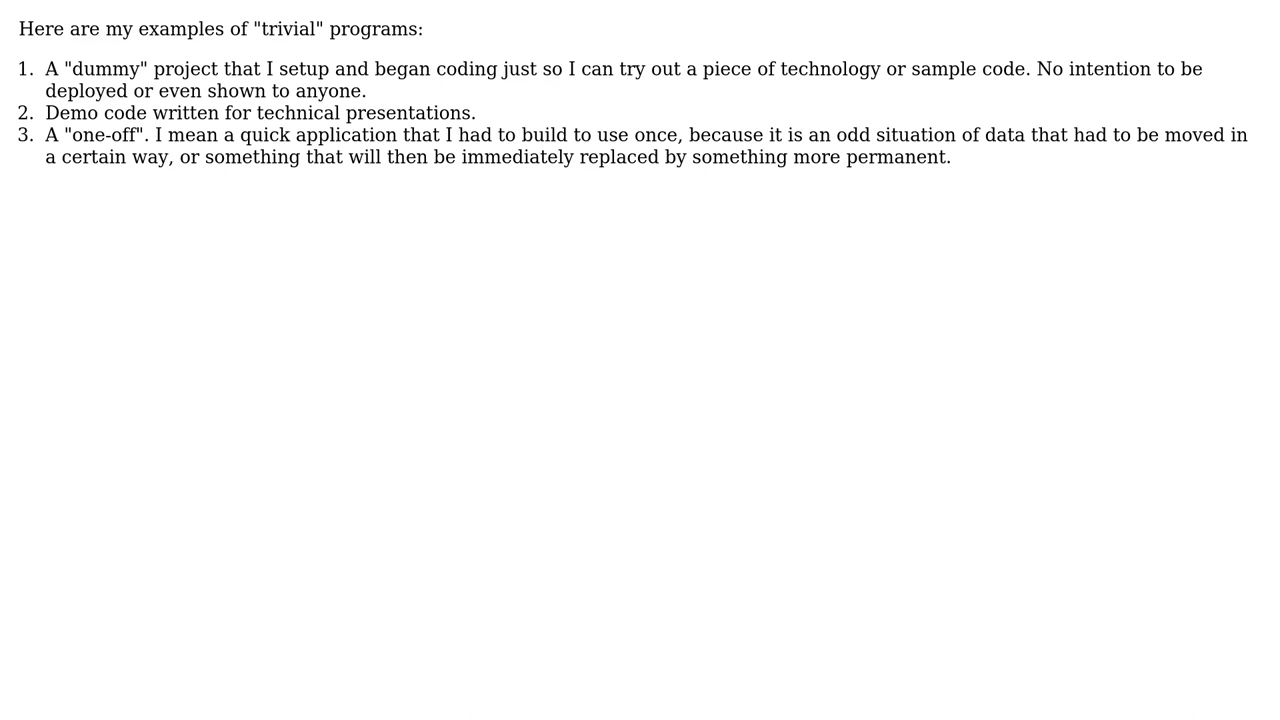 Here are my examples of "trivial" programs:
1. A "dummy" project that I setup and began coding just so I can try out a piece of technology or sample code. No intention to be
deployed or even shown to anyone.
2. Demo code written for technical presentations.
3. A "one-off". I mean a quick application that I had to build to use once, because it is an odd situation of data that had to be moved in
a certain way, or something that will then be immediately replaced by something more permanent.